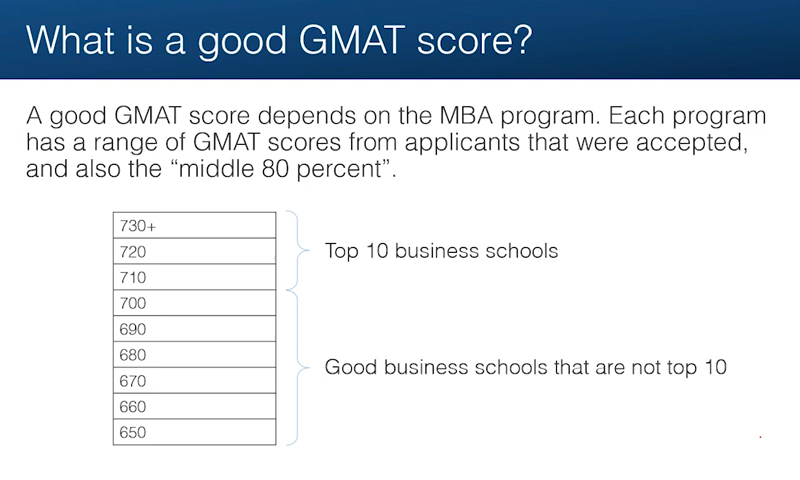 What is a good GMAT score?
A good GMAT score depends on the MBA program. Each program
has a range of GMAT scores from applicants that were accepted,
and also the “middle 80 percent”.
730+
720
Top 10 business schools
710
700
690
680
670
Good business schools that are not top 10
660
650